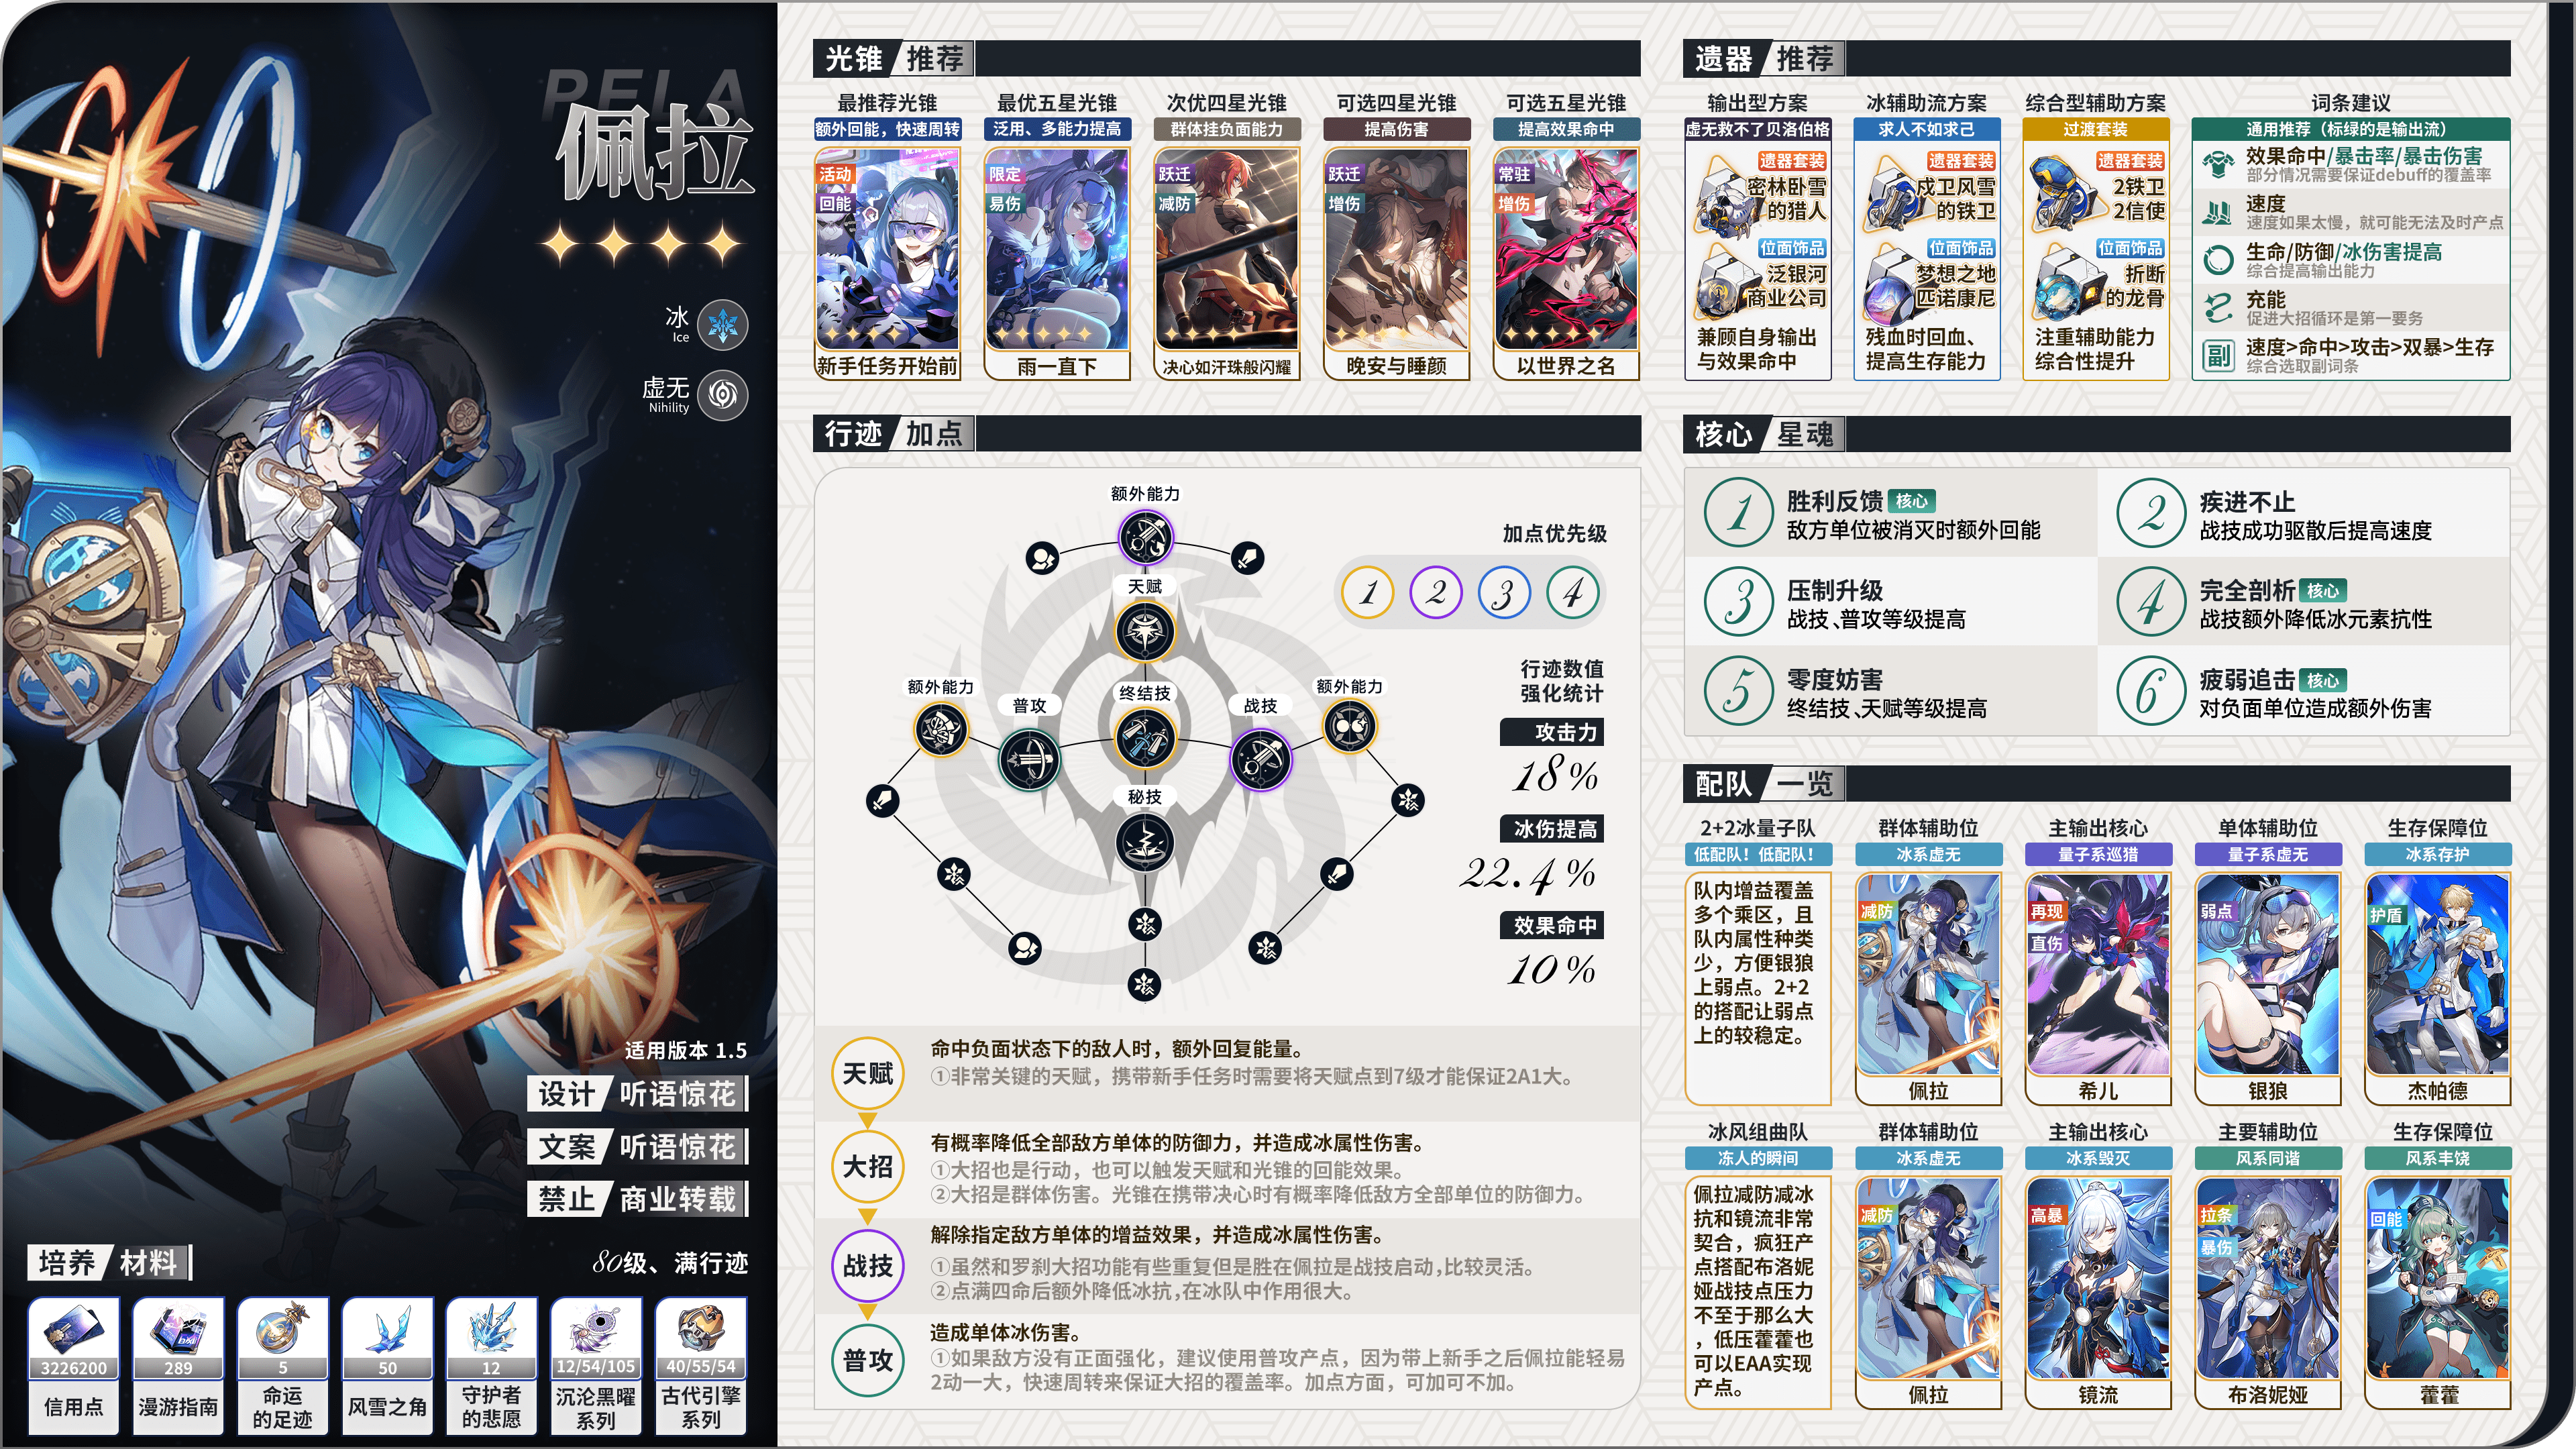 PELA
佩拉
冰
Ice
虚无
Nihility
适用版本 1.5
设计 听语惊花
文案 听语惊花
禁止 商业转载
培养 材料
80级、满行迹
3226200
信用点
289
漫游指南
5
命运
的足迹
50
风雪之角
12
守护者
的悲愿
12/54/105
沉沦黑曜
系列
40/55/54
古代引擎
系列
光锥 推荐
最推荐光锥
额外回能，快速周转
活动
回能
新手任务开始前
最优五星光锥
泛用、多能力提高
限定
易伤
雨一直下
次优四星光锥
群体挂负面能力
跃迁
减防
决心如汗珠般闪耀
可选四星光锥
提高伤害
跃迁
增伤
晚安与睡颜
可选五星光锥
提高效果命中
常驻
增伤
以世界之名
行迹 加点
额外能力
天赋
额外能力
普攻
终结技
战技
额外能力
秘技
加点优先级
1 2 3 4
行迹数值
强化统计
攻击力
18%
冰伤提高
22.4%
效果命中
10%
天赋
命中负面状态下的敌人时，额外回复能量。
①非常关键的天赋，携带新手任务时需要将天赋点到7级才能保证2A1大。
大招
有概率降低全部敌方单体的防御力，并造成冰属性伤害。
①大招也是行动，也可以触发天赋和光锥的回能效果。
②大招是群体伤害。光锥在携带决心时有概率降低敌方全部单位的防御力。
战技
解除指定敌方单体的增益效果，并造成冰属性伤害。
①虽然和罗刹大招功能有些重复但是胜在佩拉是战技启动,比较灵活。
②点满四命后额外降低冰抗,在冰队中作用很大。
普攻
造成单体冰伤害。
①如果敌方没有正面强化，建议使用普攻产点，因为带上新手之后佩拉能轻易
2动一大，快速周转来保证大招的覆盖率。加点方面，可加可不加。
遗器 推荐
输出型方案
虚无救不了贝洛伯格
遗器套装
密林卧雪
的猎人
位面饰品
泛银河
商业公司
兼顾自身输出
与效果命中
冰辅助流方案
求人不如求己
遗器套装
戍卫风雪
的铁卫
位面饰品
梦想之地
匹诺康尼
残血时回血、
提高生存能力
综合型辅助方案
过渡套装
遗器套装
2铁卫
2信使
位面饰品
折断
的龙骨
注重辅助能力
综合性提升
词条建议
通用推荐（标绿的是输出流）
效果命中/暴击率/暴击伤害
部分情况需要保证debuff的覆盖率
速度
速度如果太慢，就可能无法及时产点
生命/防御/冰伤害提高
综合提高输出能力
充能
促进大招循环是第一要务
副
速度>命中>攻击>双暴>生存
综合选取副词条
核心 星魂
1 胜利反馈 核心
敌方单位被消灭时额外回能
2 疾进不止
战技成功驱散后提高速度
3 压制升级
战技、普攻等级提高
4 完全剖析 核心
战技额外降低冰元素抗性
5 零度妨害
终结技、天赋等级提高
6 疲弱追击 核心
对负面单位造成额外伤害
配队 一览
2+2冰量子队
低配队！低配队！
队内增益覆盖
多个乘区，且
队内属性种类
少，方便银狼
上弱点。2+2
的搭配让弱点
上的较稳定。
群体辅助位
冰系虚无
减防
佩拉
主输出核心
量子系巡猎
再现
直伤
希儿
单体辅助位
量子系虚无
弱点
银狼
生存保障位
冰系存护
护盾
杰帕德
冰风组曲队
冻人的瞬间
佩拉减防减冰
抗和镜流非常
契合，疯狂产
点搭配布洛妮
娅战技点压力
不至于那么大
，低压藿藿也
可以EAA实现
产点。
群体辅助位
冰系虚无
减防
佩拉
主输出核心
冰系毁灭
高暴
镜流
主要辅助位
风系同谐
拉条
暴伤
布洛妮娅
生存保障位
风系丰饶
回能
藿藿